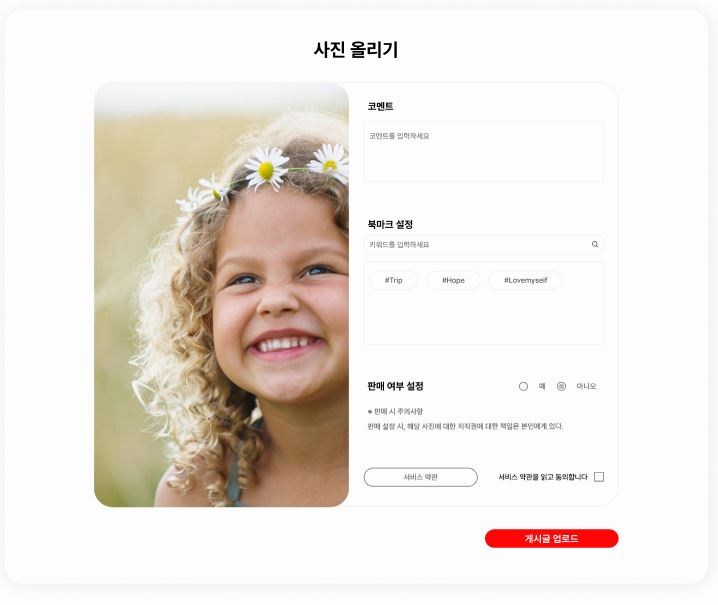 사진 올리기
코멘트
코멘트를 입력하세요
북마크 설정
키워드를 입력하세요
#Trip #Hope #Lovemyself
판매 여부 설정 예 아니오
※ 판매 시 주의사항
판매 설정 시, 해당 사진에 대한 저작권에 대한 책임은 본인에게 있다.
서비스 약관 서비스 약관을 읽고 동의합니다
게시글 업로드